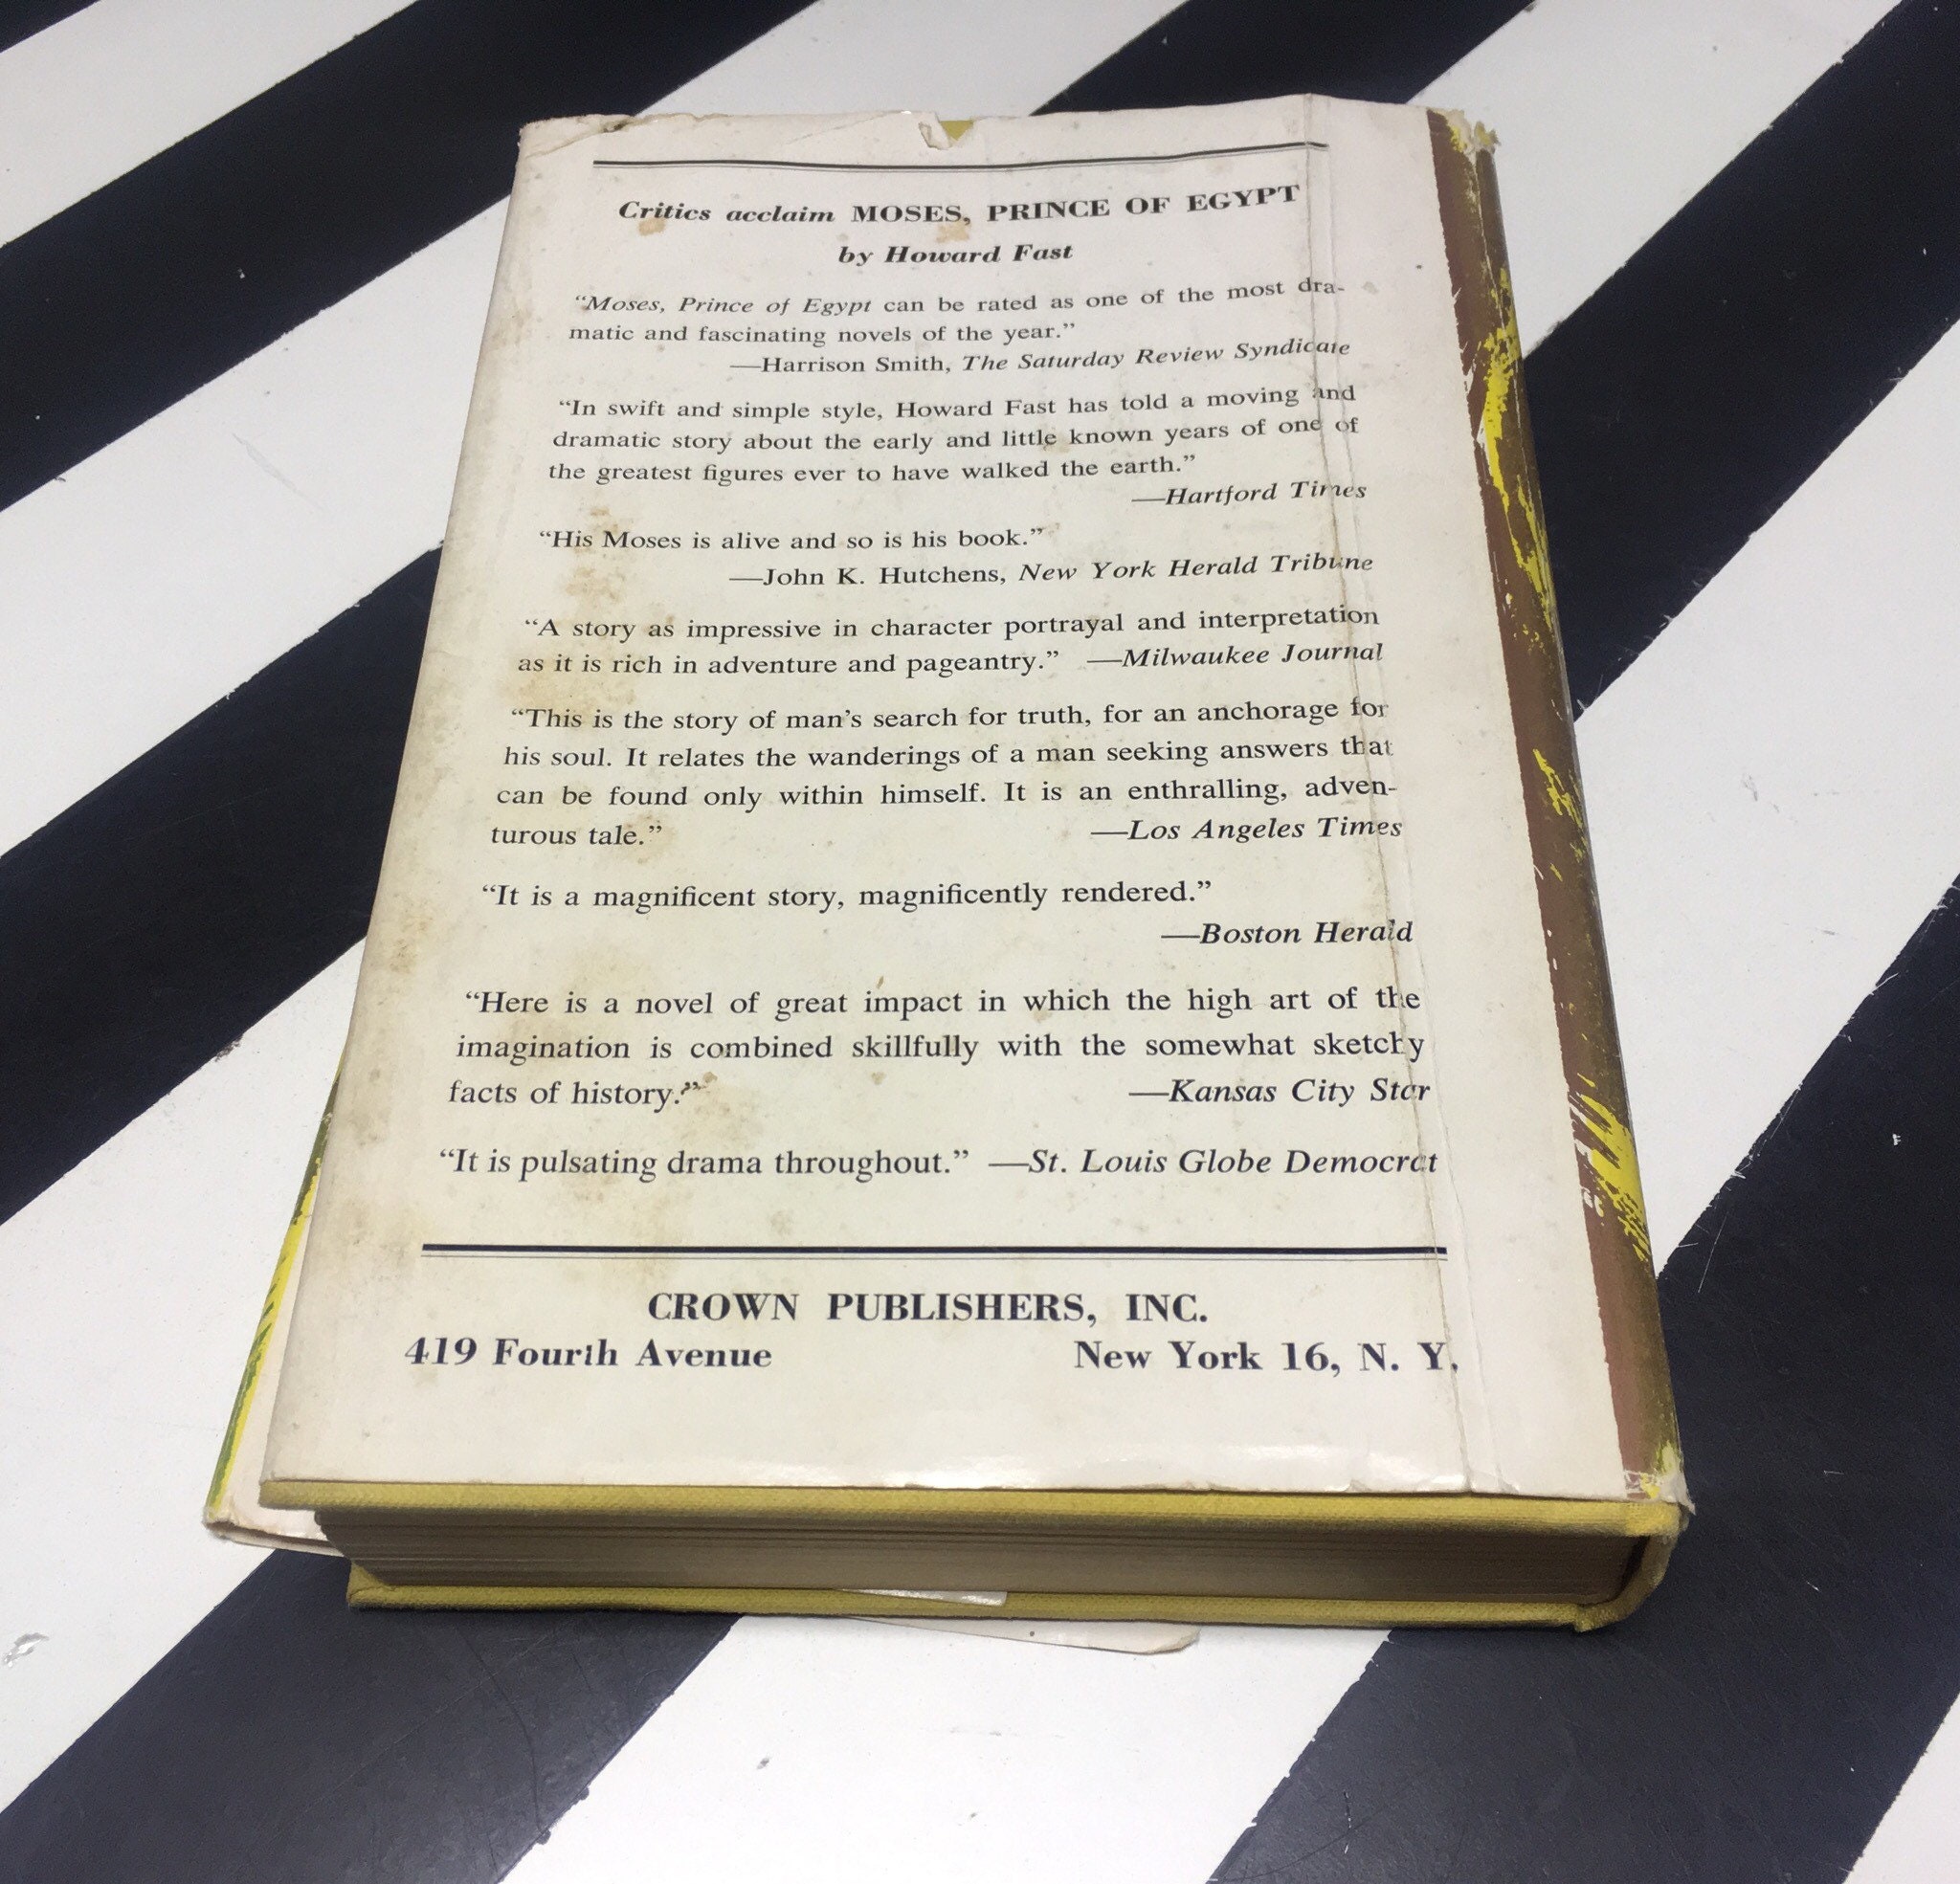 Critics acclaim MOSES, PRINCE OF EGYPT
by Howard Fast
“Moses, Prince of Egypt can be rated as one of the most dra-
matic and fascinating novels of the year.”
—Harrison Smith, The Saturday Review Syndicate
“In swift and simple style, Howard Fast has told a moving and
dramatic story about the early and little known years of one of
the greatest figures ever to have walked the earth.”
—Hartford Times
“His Moses is alive and so is his book.”
—John K. Hutchens, New York Herald Tribune
“A story as impressive in character portrayal and interpretation
as it is rich in adventure and pageantry.” —Milwaukee Journal
“This is the story of man’s search for truth, for an anchorage for
his soul. It relates the wanderings of a man seeking answers that
can be found only within himself. It is an enthralling, adven-
turous tale.” —Los Angeles Times
“It is a magnificent story, magnificently rendered.”
—Boston Herald
“Here is a novel of great impact in which the high art of the
imagination is combined skillfully with the somewhat sketchy
facts of history.” —Kansas City Star
“It is pulsating drama throughout.” —St. Louis Globe Democrat
CROWN PUBLISHERS, INC.
419 Fourth Avenue New York 16, N. Y.